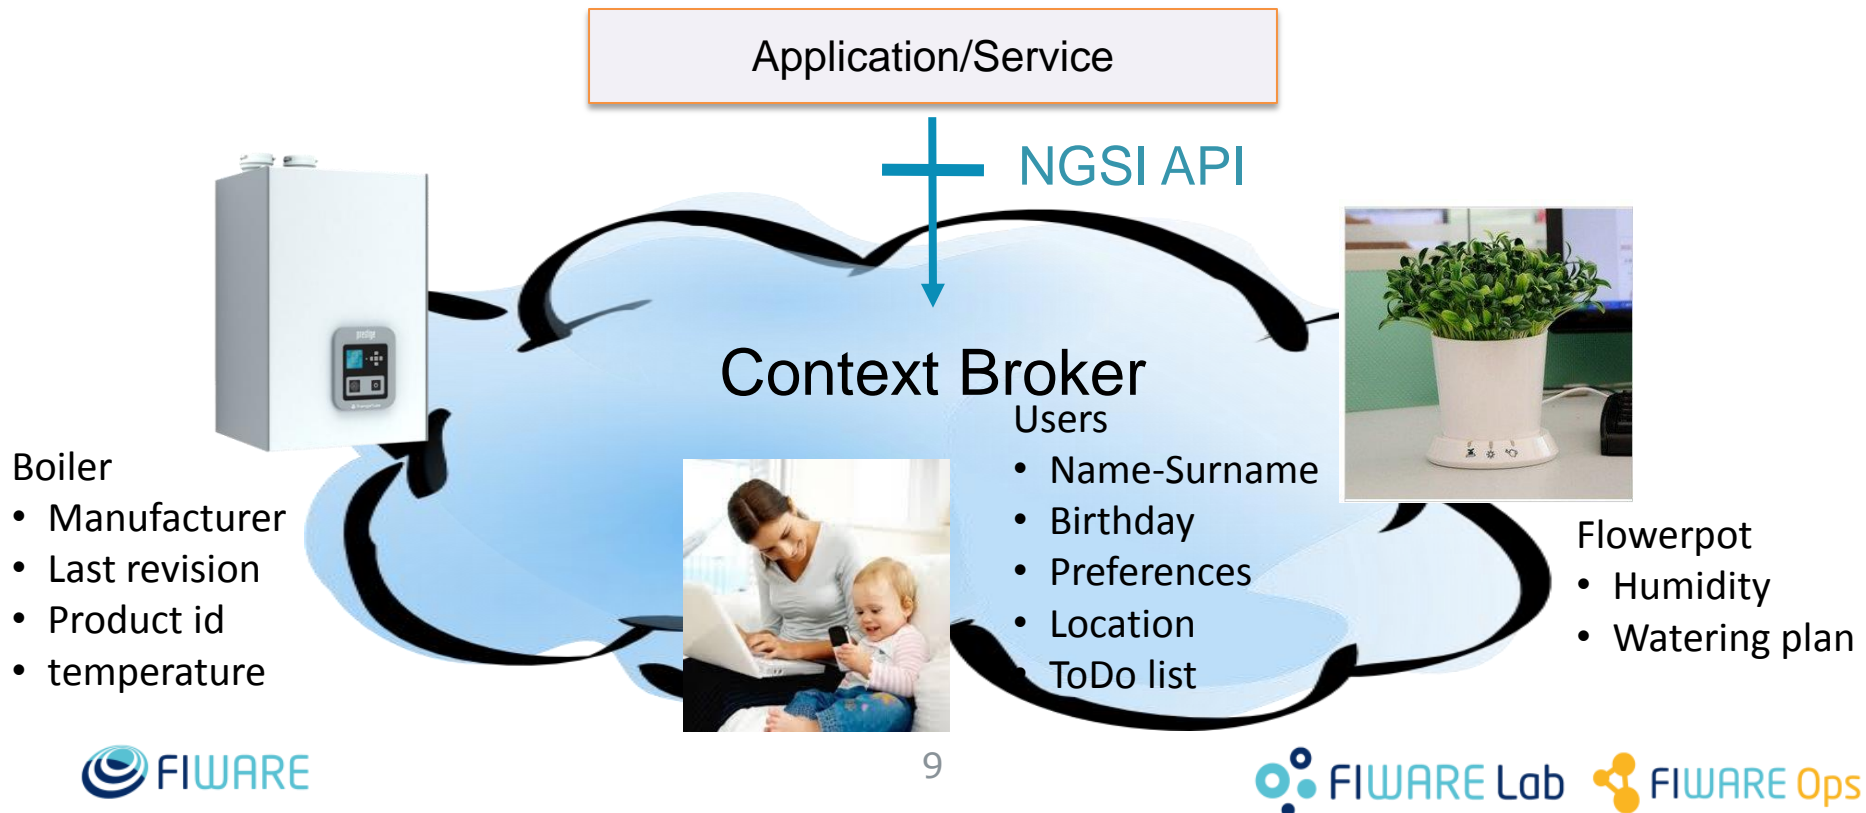 Application/Service
NGSI API
prestige
Context Broker
Users
• Name-Surname
• Birthday
• Preferences
• Location
• ToDo list
Boiler
• Manufacturer
• Last revision
• Product id
• temperature
Flowerpot
• Humidity
• Watering plan
FIWARE
9
FIWARE Lab
FIWARE Ops